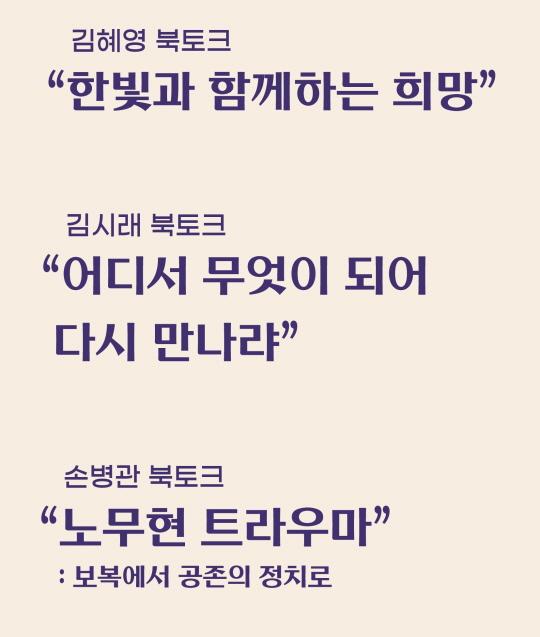 김혜영 북토크
“한빛과 함께하는 희망”
김시래 북토크
“어디서 무엇이 되어
다시 만나랴”
손병관 북토크
“노무현 트라우마”
: 보복에서 공존의 정치로